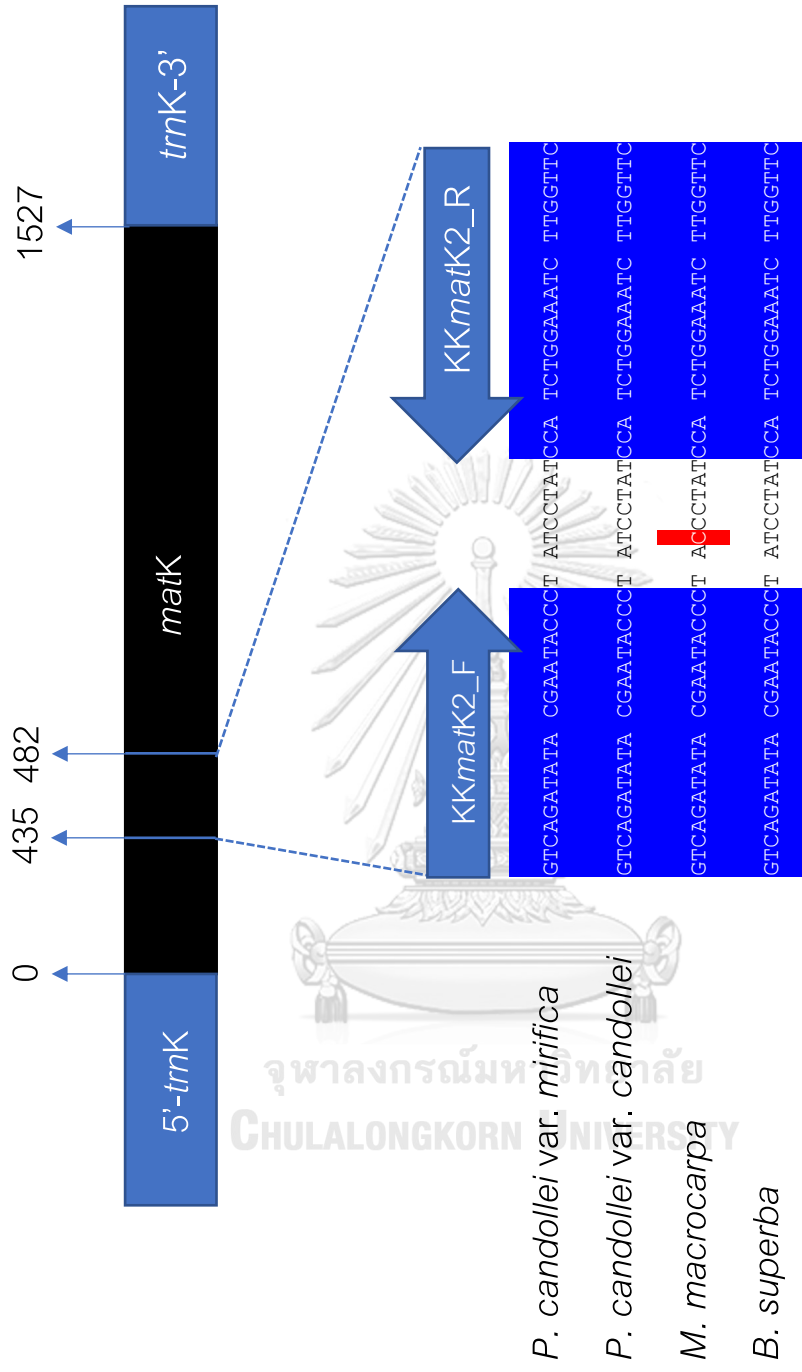 0 435 482 1527
5'-trnK matK trnK-3'
KKmatK2_F KKmatK2_R
P. candollei var. mirifica GTCAGATATA CGAATACCCT ATCCTATCCA TCTGGAAATC TTGGTTC
P. candollei var. candollei GTCAGATATA CGAATACCCT ATCCTATCCA TCTGGAAATC TTGGTTC
M. macrocarpa GTCAGATATA CGAATACCCT ACCCTATCCA TCTGGAAATC TTGGTTC
B. superba GTCAGATATA CGAATACCCT ATCCTATCCA TCTGGAAATC TTGGTTC
จุฬาลงกรณ์มหาวิทยาลัย
CHULALONGKORN UNIVERSITY